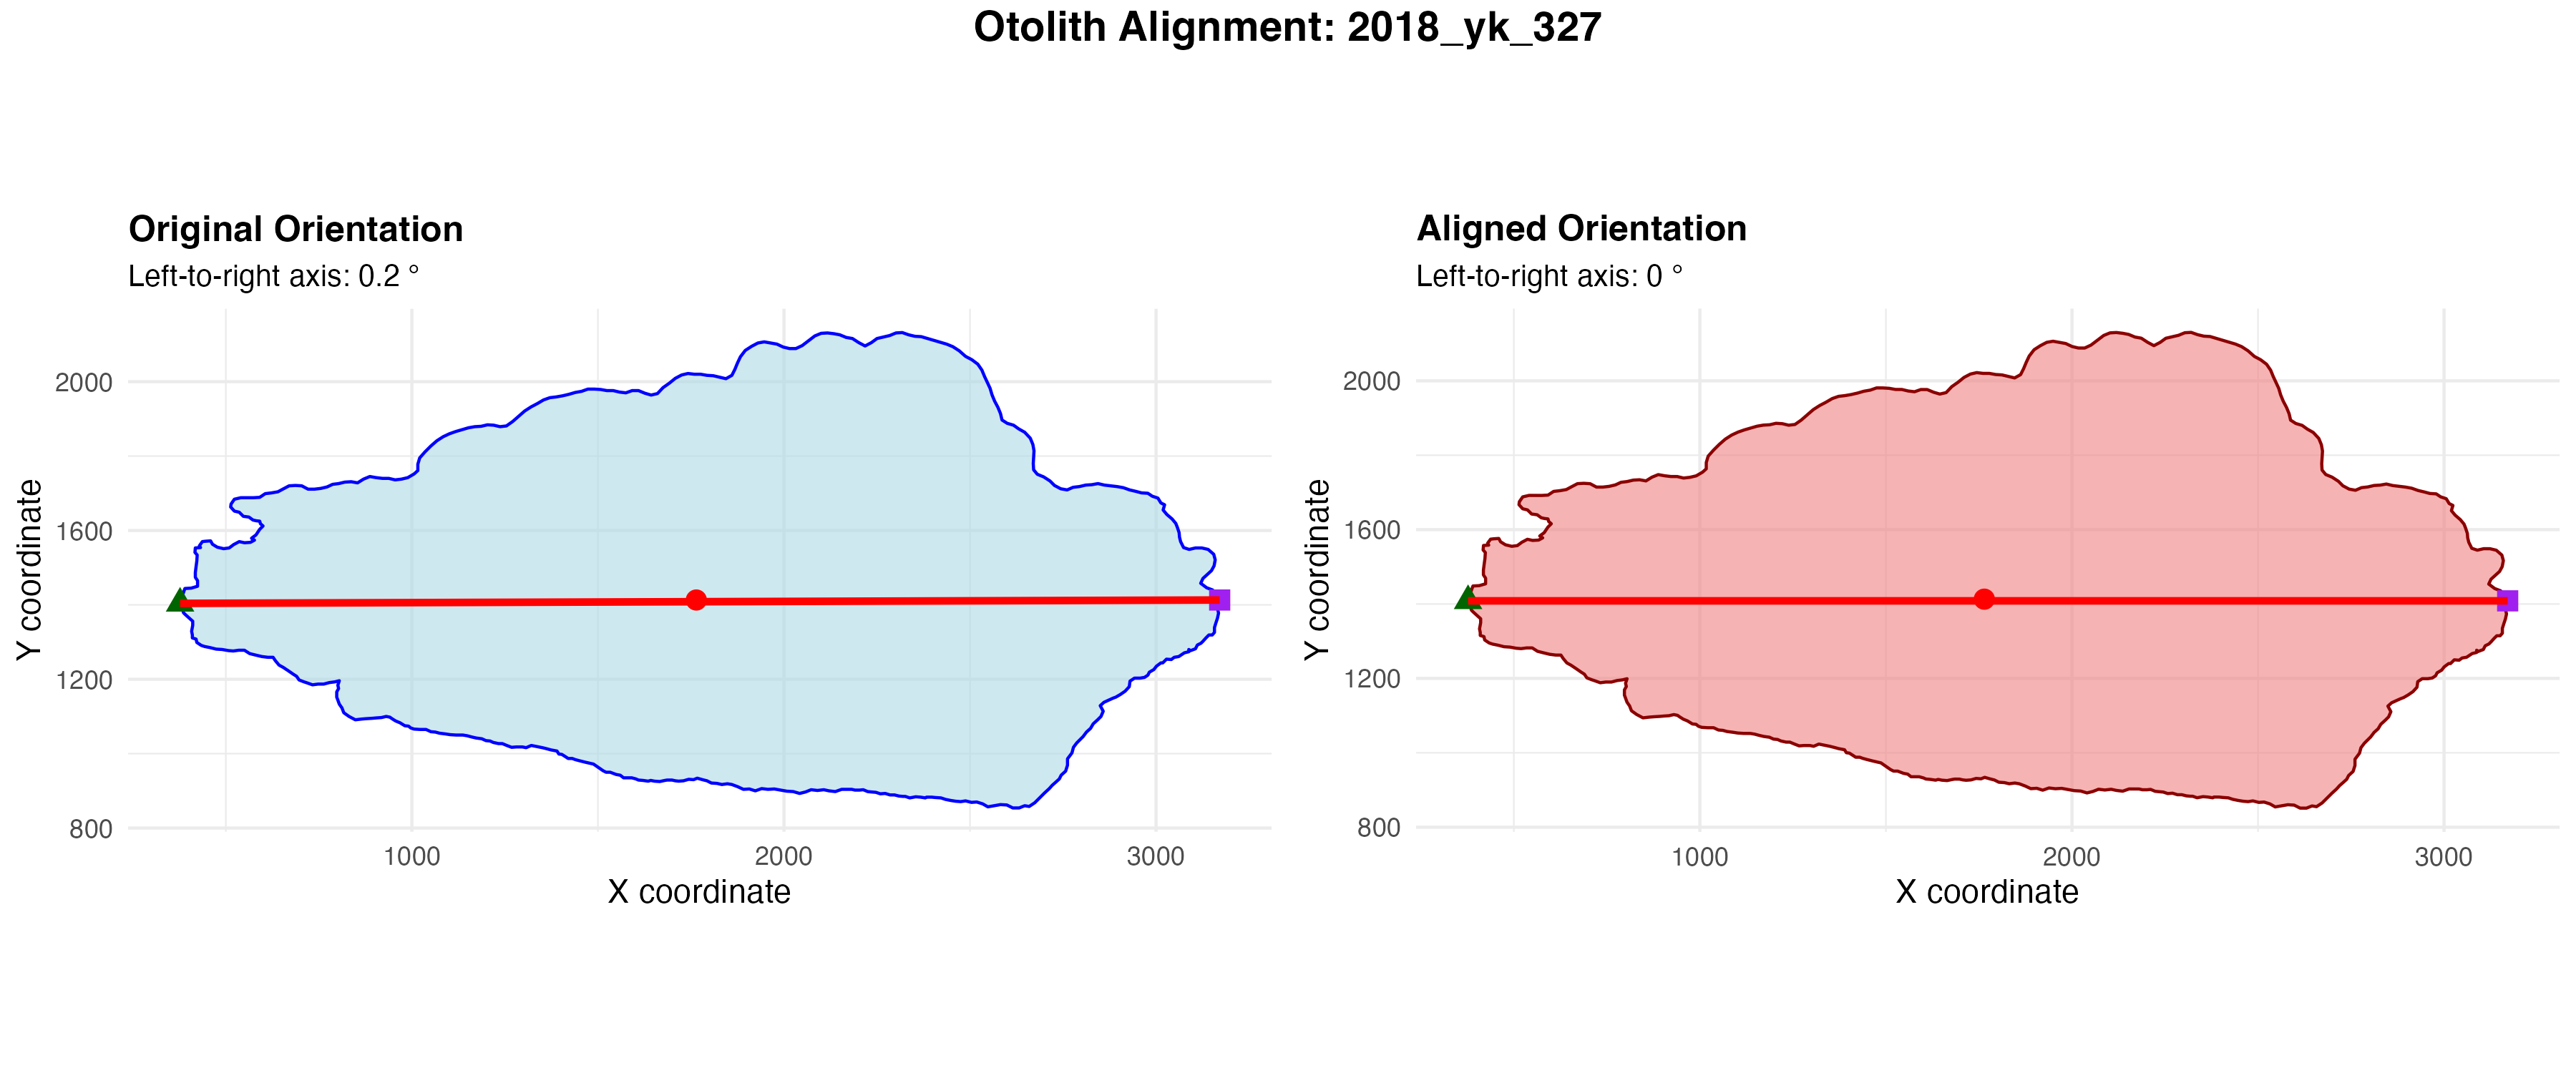 Otolith Alignment: 2018_yk_327
Original Orientation
Left-to-right axis: 0.2 °
2000
1600
1200
800
Y coordinate
1000
2000
3000
X coordinate
Aligned Orientation
Left-to-right axis: 0 °
2000
1600
1200
800
Y coordinate
1000
2000
3000
X coordinate